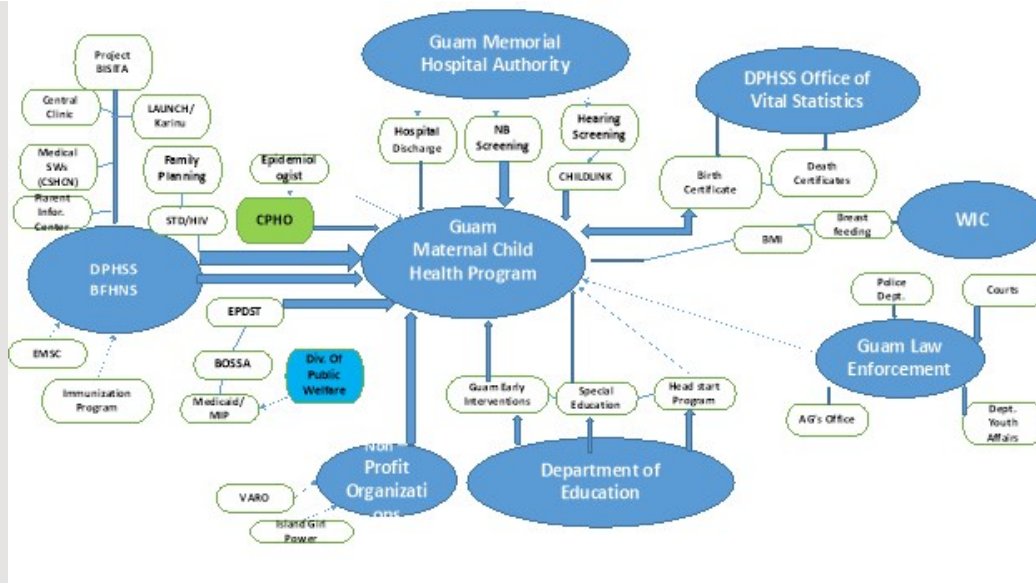 Project
BISITA
Central
Clinic
LAUNCH/
Karinu
Medical
SWs
(CSHCN)
Parent
Infor.
Center
Family
Planning
STD/HIV
Epidemiol
ogist
CPHO
DPHSS
BFHNS
EMSC
Immunization
Program
EPDST
BOSSA
Medicaid/
MIP
Div. Of
Public
Welfare
Guam Memorial
Hospital Authority
Hospital
Discharge
NB
Screening
Hearing
Screening
CHILDLINK
Guam
Maternal Child
Health Program
DPHSS Office of
Vital Statistics
Birth
Certificate
Death
Certificates
WIC
Breast
feeding
BMI
Police
Dept.
Courts
Guam Law
Enforcement
AG's Office
Dept.
Youth
Affairs
Guam Early
Interventions
Special
Education
Head start
Program
Department of
Education
Non –
Profit
Organizati
ons
VARO
Island Girl
Power